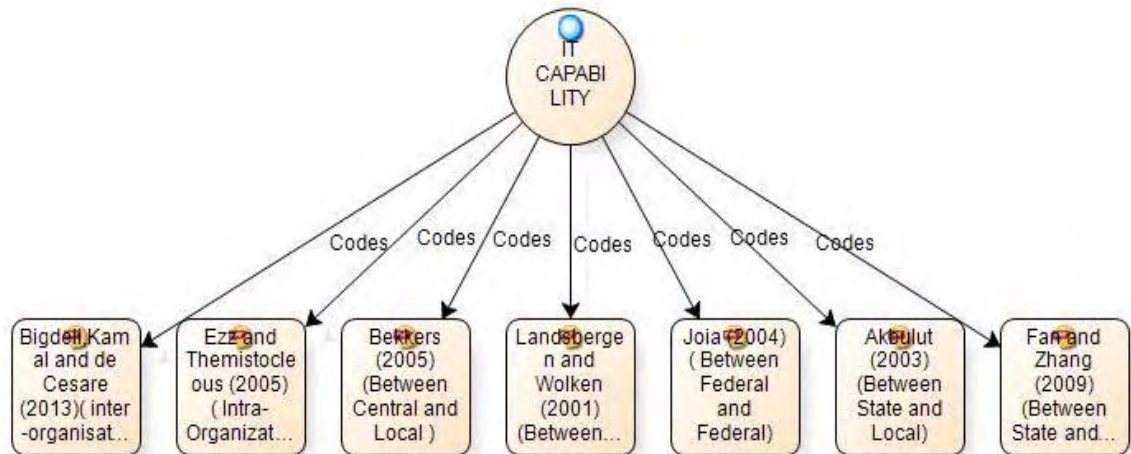 IT
CAPABI
LITY
Codes
Codes
Codes
Codes
Codes
Codes
Codes
Bigdeli,Kam
al and de
Cesare
(2013)( inter
-organisat...
Ezz and
Themistocle
ous (2005)
( Intra-
Organizat...
Bekkers
(2005)
(Between
Central and
Local )
Landsberge
n and
Wolken
(2001)
(Between...
Joia (2004)
( Between
Federal
and
Federal)
Akbulut
(2003)
(Between
State and
Local)
Fan and
Zhang
(2009)
(Between
State and...